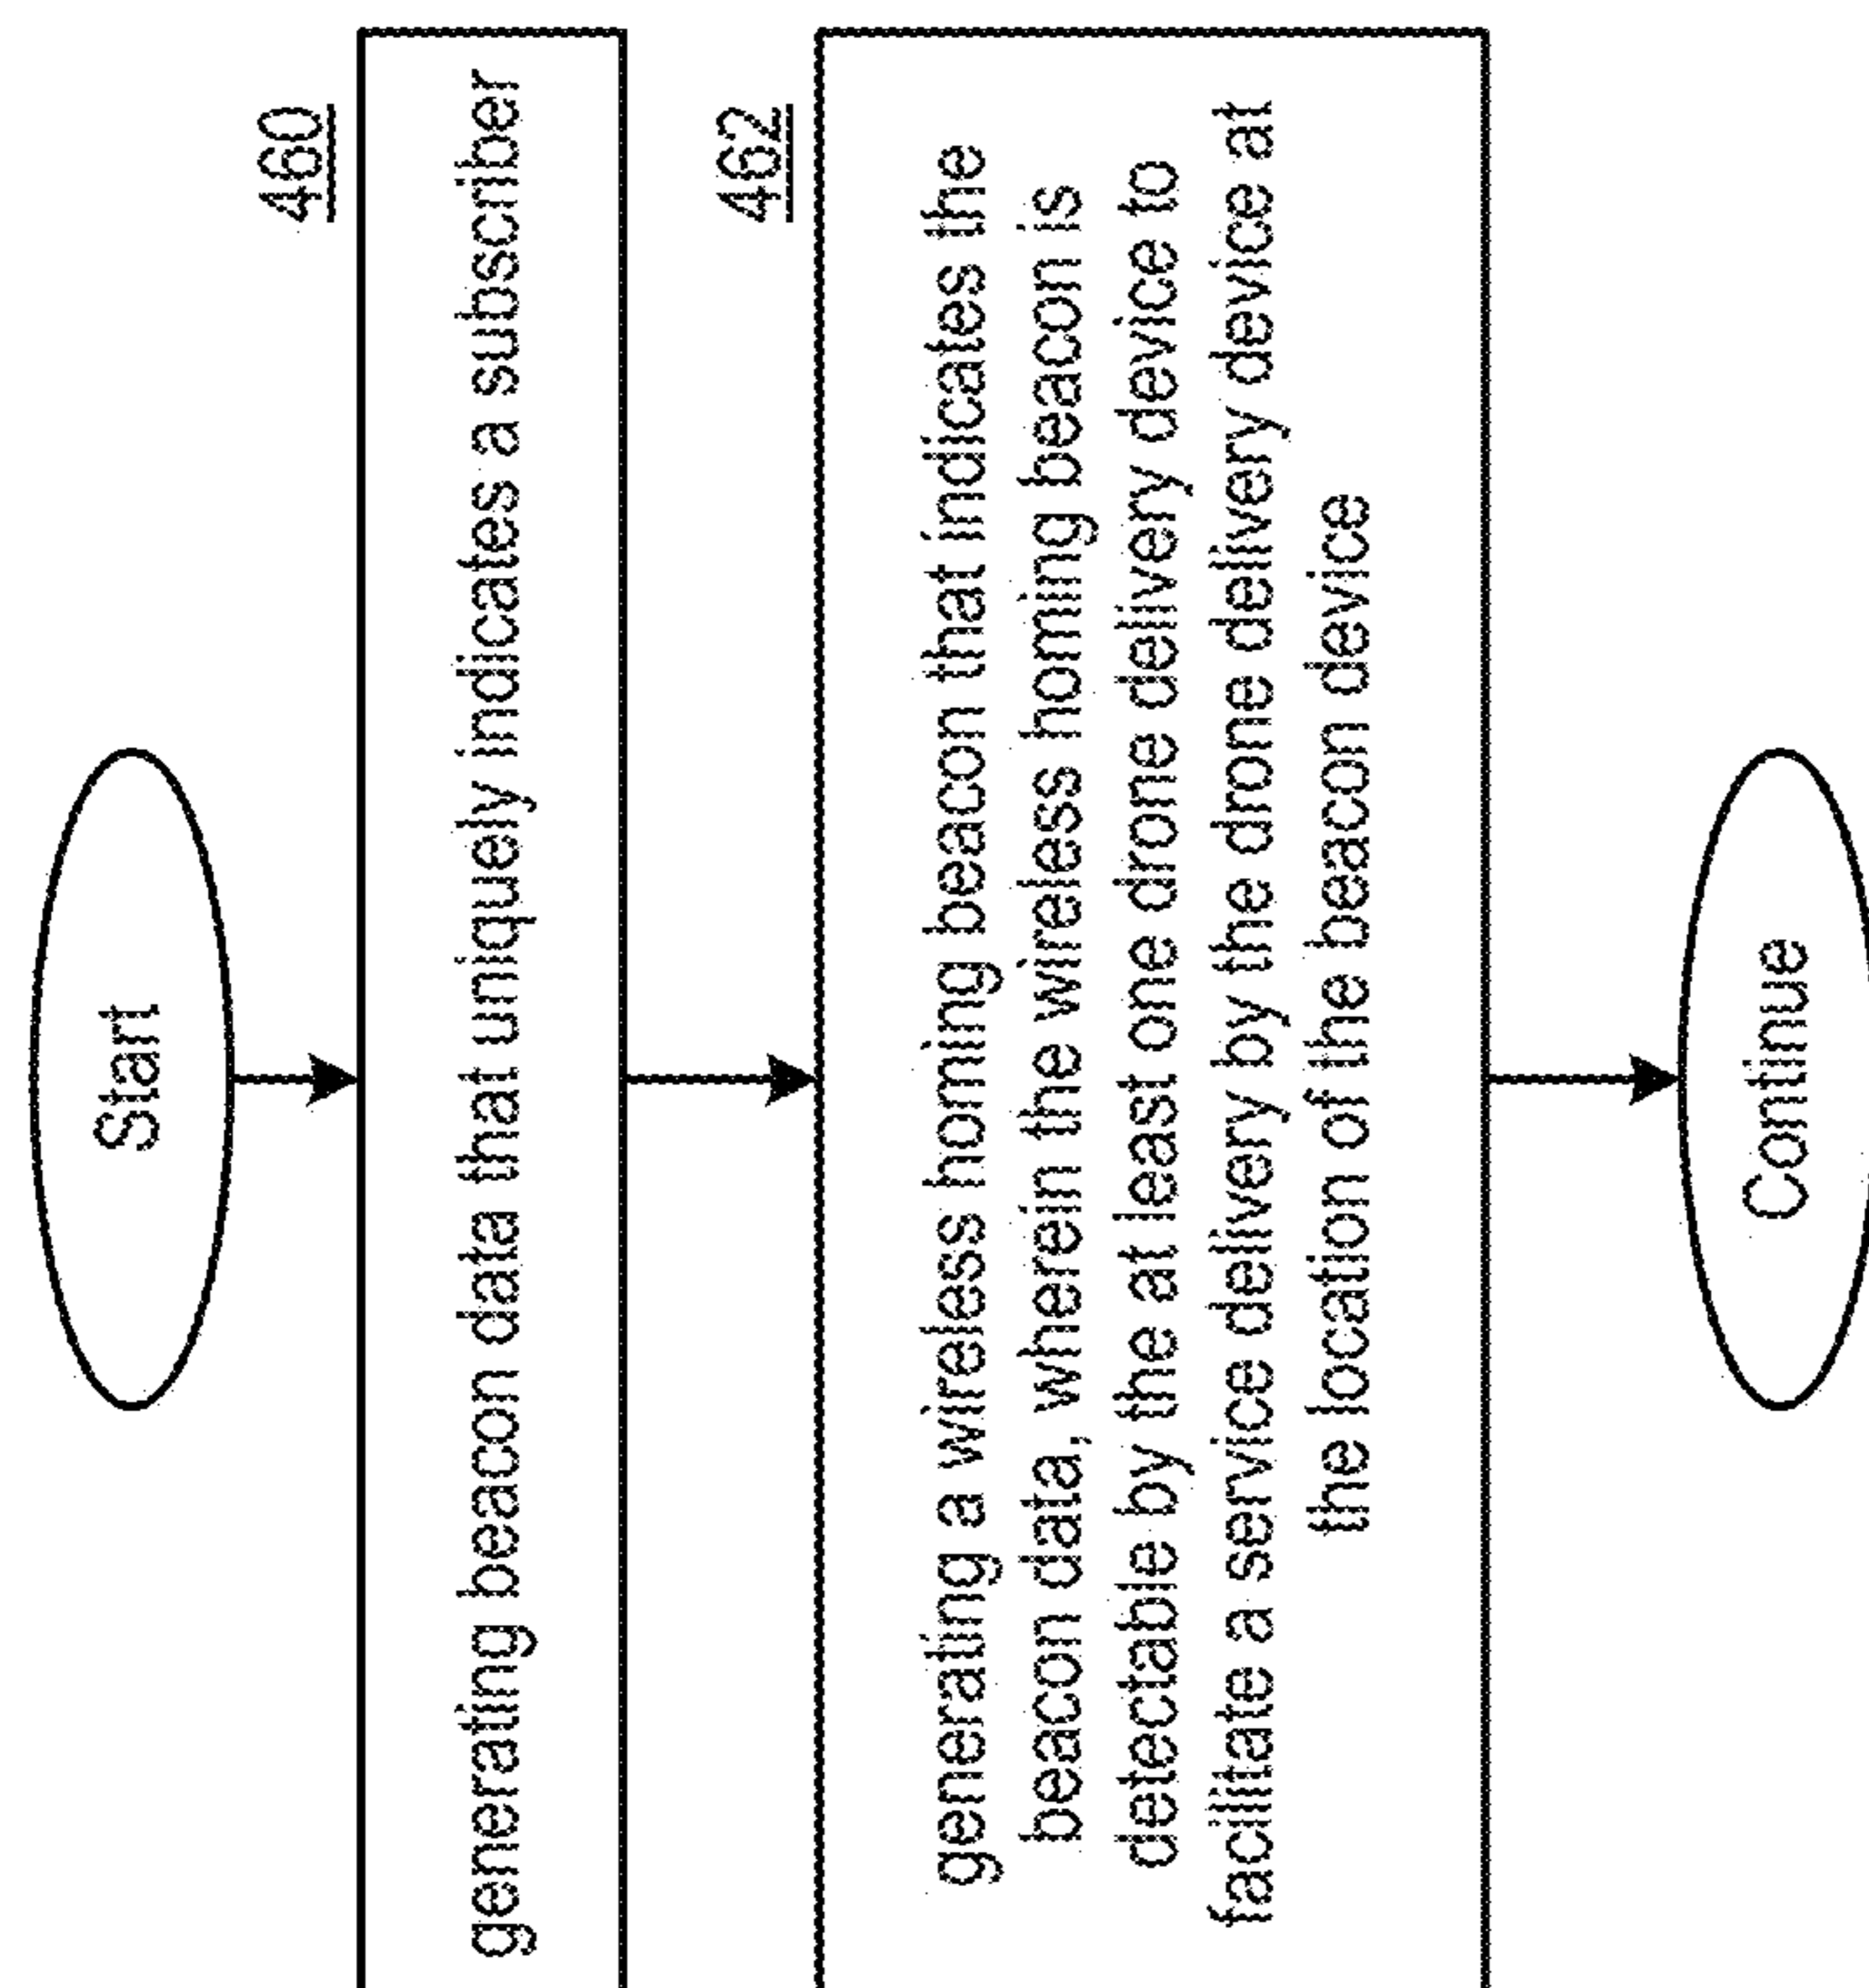 Start
460
generating beacon data that uniquely indicates a subscriber
462
generating a wireless homing beacon that indicates the
beacon data, wherein the wireless homing beacon is
detectable by the at least one drone delivery device to
facilitate a service delivery by the drone delivery device at
the location of the beacon device
Continue